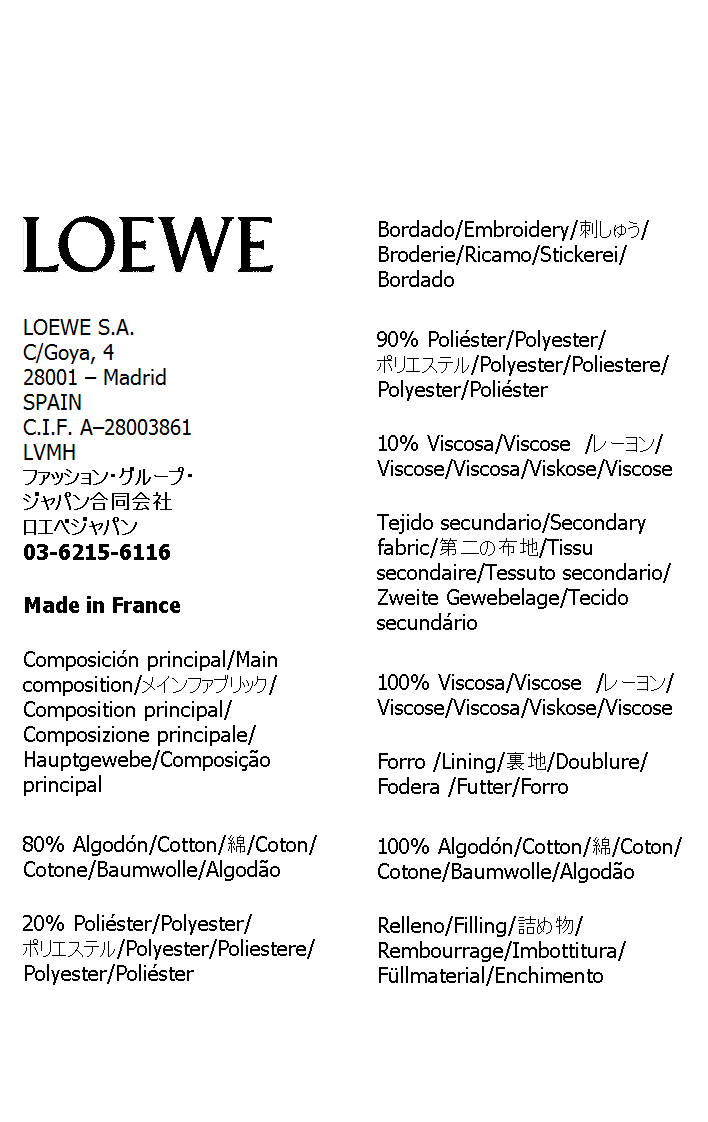 LOEWE
LOEWE S.A.
C/Goya, 4
28001 – Madrid
SPAIN
C.I.F. A–28003861
LVMH
ファッション・グループ・
ジャパン合同会社
ロエベジャパン
03-6215-6116
Made in France
Composición principal/Main
composition/メインファブリック/
Composition principal/
Composizione principale/
Hauptgewebe/Composição
principal
80% Algodón/Cotton/綿/Coton/
Cotone/Baumwolle/Algodão
20% Poliéster/Polyester/
ポリエステル/Polyester/Poliestere/
Polyester/Poliéster
Bordado/Embroidery/刺しゅう/
Broderie/Ricamo/Stickerei/
Bordado
90% Poliéster/Polyester/
ポリエステル/Polyester/Poliestere/
Polyester/Poliéster
10% Viscosa/Viscose /レーヨン/
Viscose/Viscosa/Viskose/Viscose
Tejido secundario/Secondary
fabric/第二の布地/Tissu
secondaire/Tessuto secondario/
Zweite Gewebelage/Tecido
secundário
100% Viscosa/Viscose /レーヨン/
Viscose/Viscosa/Viskose/Viscose
Forro /Lining/裏地/Doublure/
Fodera /Futter/Forro
100% Algodón/Cotton/綿/Coton/
Cotone/Baumwolle/Algodão
Relleno/Filling/詰め物/
Rembourrage/Imbottitura/
Füllmaterial/Enchimento